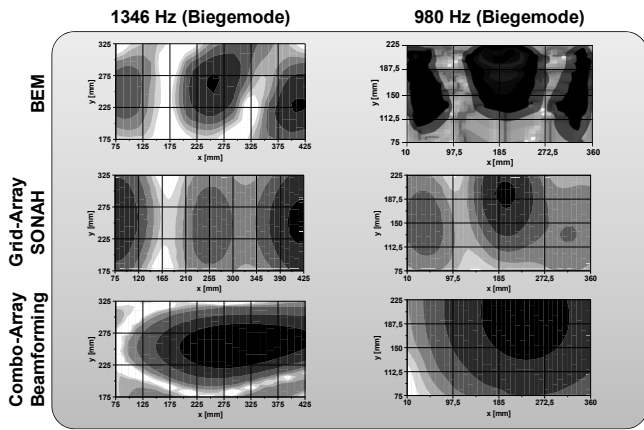 1346 Hz (Biegemode)
980 Hz (Biegemode)
BEM
y [mm]
325
275
225
175
75 125 175 225 275 325 375 425
x [mm]
y [mm]
225
187,5
150
112,5
75
10 97,5 185 272,5 360
x [mm]
Grid-Array
SONAH
y [mm]
325
275
225
175
75 125 165 210 255 300 335 380 425
x [mm]
y [mm]
225
187,5
150
112,5
75
10 97,5 185 272,5 360
x [mm]
Combo-Array
Beamforming
y [mm]
325
275
225
175
75 125 175 225 275 325 375 425
x [mm]
y [mm]
225
187,5
150
112,5
75
10 97,5 185 272,5 360
x [mm]